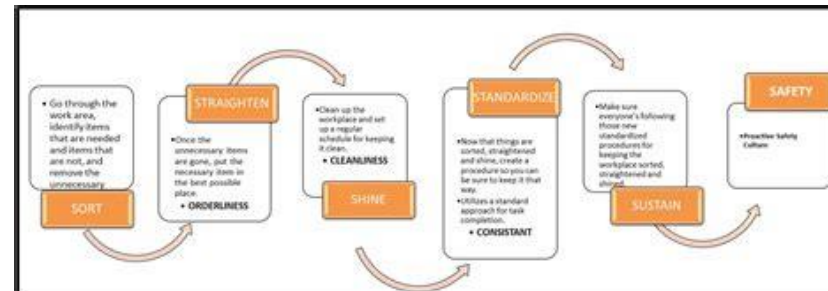 • Go through the
work area,
identify items
that are needed
and items that
are not, and
remove the
unnecessary
SORT
STRAIGHTEN
• Once the
unnecessary items
are gone, put the
necessary item in
the best possible
place.
• ORDERLINESS
• Clean up the
workplace and set
up a regular
schedule for keeping
it clean.
• CLEANLINESS
SHINE
STANDARDIZE
• Now that things are
sorted, straightened
and shine, create a
procedure so you can
be sure to keep it that
way.
• Utilizes a standard
approach for task
completion.
• CONSISTANT
• Make sure
everyone's following
those new
standardized
procedures for
keeping the
workplace sorted,
straightened and
shined.
SUSTAIN
SAFETY
• Proactive Safety
Culture